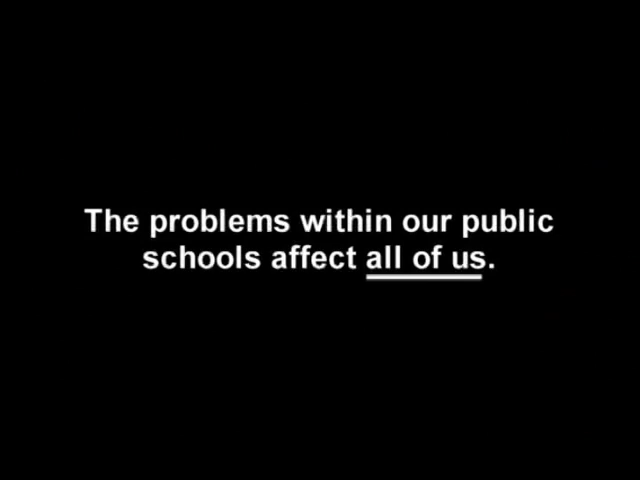 The problems within our public
schools affect all of us.